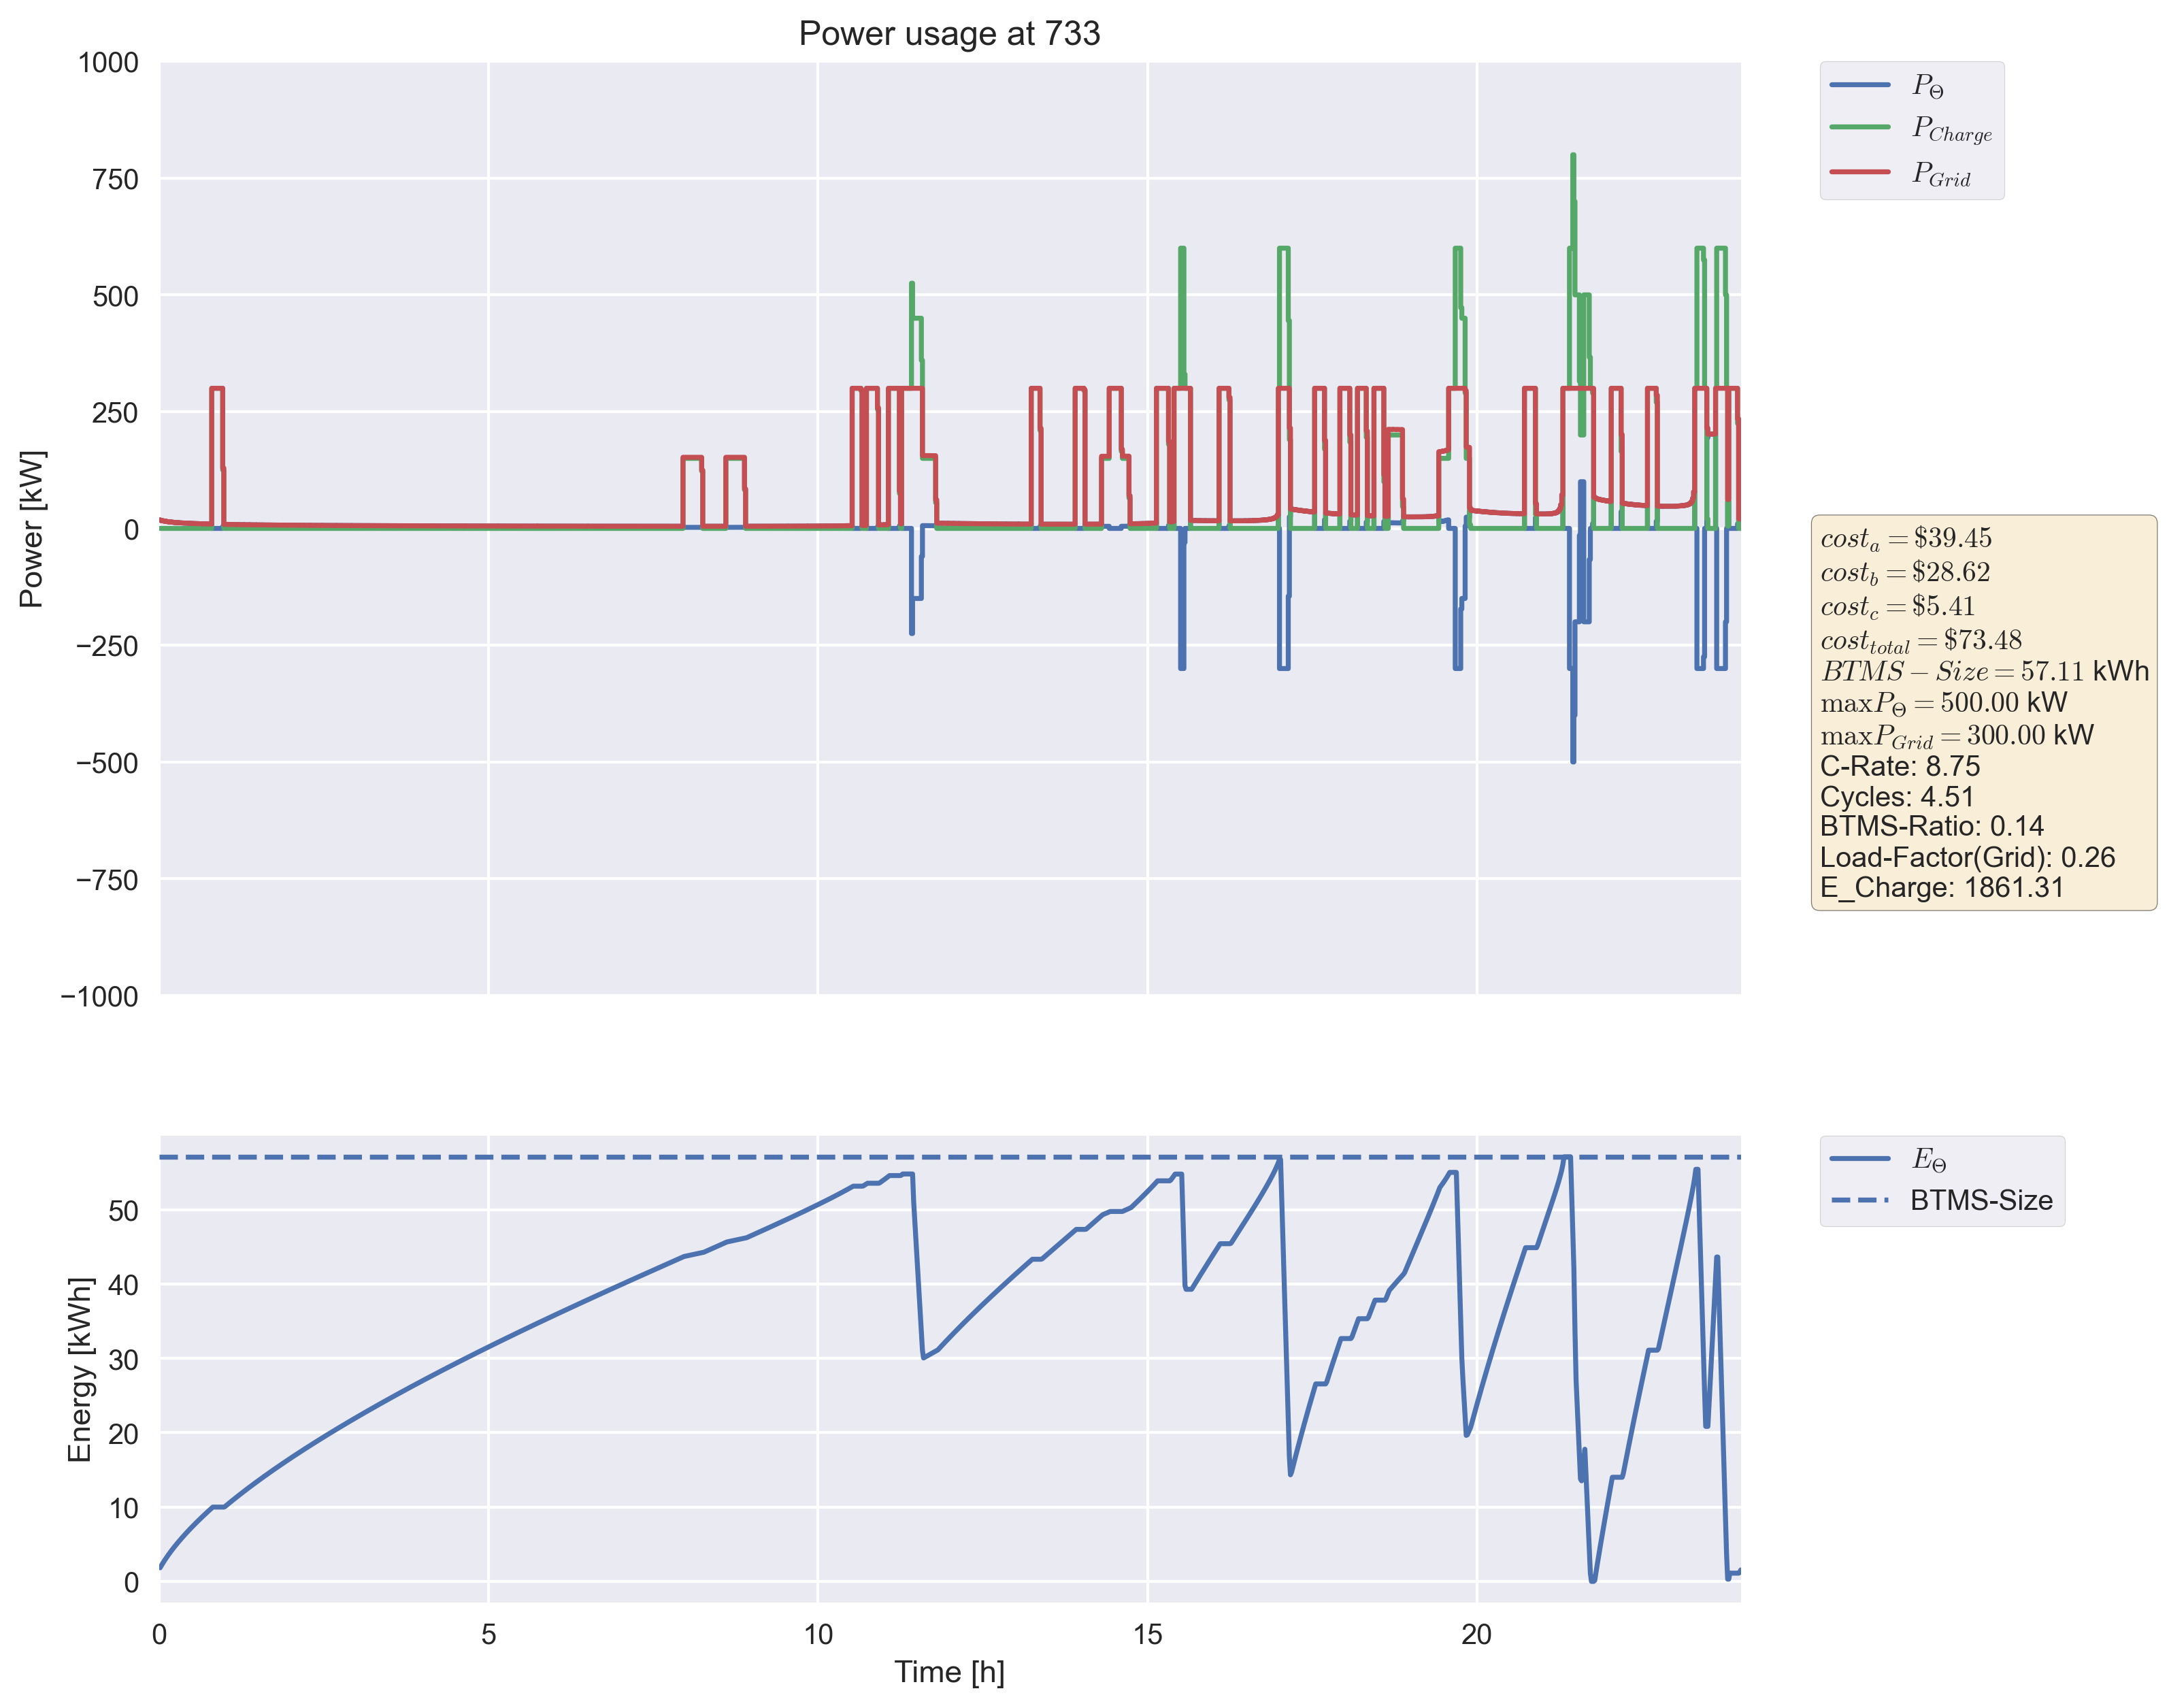 Power usage at 733
1000
750
500
250
0
−250
−500
−750
−1000
Power [kW]
P_Θ
P_Charge
P_Grid
cost_a = $39.45
cost_b = $28.62
cost_c = $5.41
cost_total = $73.48
BTMS − Size = 57.11 kWh
maxP_Θ = 500.00 kW
maxP_Grid = 300.00 kW
C-Rate: 8.75
Cycles: 4.51
BTMS-Ratio: 0.14
Load-Factor(Grid): 0.26
E_Charge: 1861.31
50
40
30
20
10
0
Energy [kWh]
E_Θ
BTMS-Size
0 5 10 15 20
Time [h]